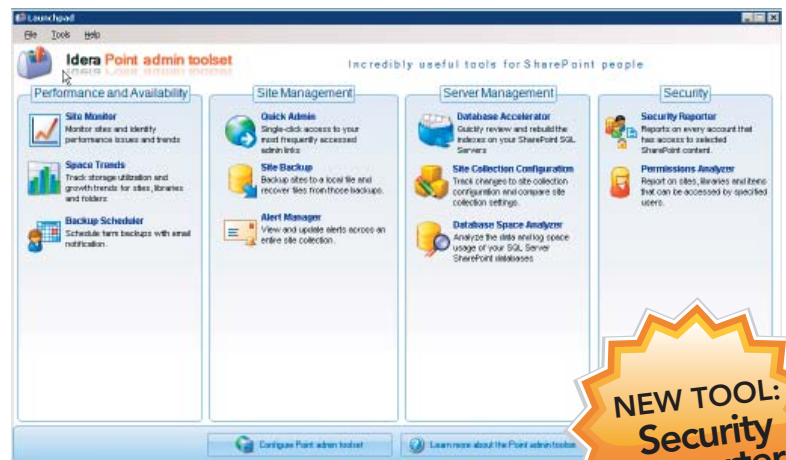 Launchpad
File Tools Help
Idera Point admin toolset
Incredibly useful tools for SharePoint people
Performance and Availability
Site Monitor
Monitor sites and identify
performance issues and trends
Space Trends
Track storage utilization and
growth trends for sites, libraries
and folders
Backup Scheduler
Schedule farm backups with email
notification.
Site Management
Quick Admin
Single-click access to your
most frequently accessed
admin links
Site Backup
Backup sites to a local file and
recover files from those backups.
Alert Manager
View and update alerts across an
entire site collection.
Server Management
Database Accelerator
Quickly review and rebuild the
indexes on your SharePoint SQL
Servers
Site Collection Configuration
Track changes to site collection
configuration and compare site
collection settings.
Database Space Analyzer
Analyze the data and log space
usage of your SQL Server
SharePoint databases
Security
Security Reporter
Reports on every account that
has access to selected
SharePoint content.
Permissions Analyzer
Report on sites, libraries and items
that can be accessed by specified
users.
Configure Point admin toolset
Learn more about the Point admin toolset
NEW TOOL:
Security